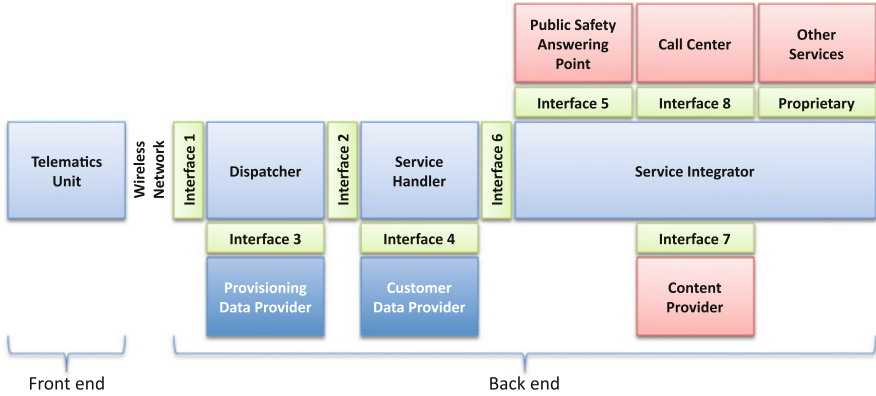 Public Safety
Answering
Point
Call Center
Other
Services
Interface 5
Interface 8
Proprietary
Telematics
Unit
Wireless
Network
Interface 1
Dispatcher
Interface 2
Service
Handler
Interface 6
Service Integrator
Interface 3
Interface 4
Interface 7
Provisioning
Data Provider
Customer
Data Provider
Content
Provider
Front end
Back end